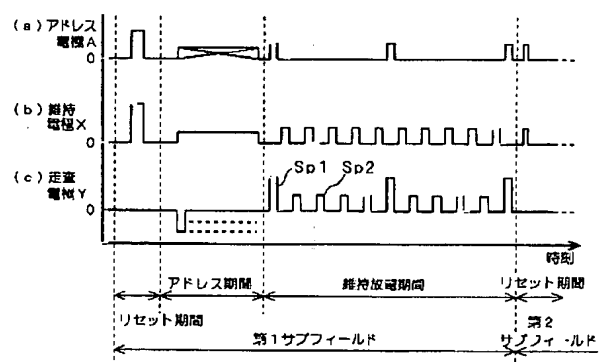 (a)アドレス
電極A
0
(b)維持
電極X
0
Sp1
Sp2
(c)走査
電極Y
0
時刻
アドレス期間
維持放電期間
リセット期間
リセット期間
第1サブフィールド
第2
サブフィールド